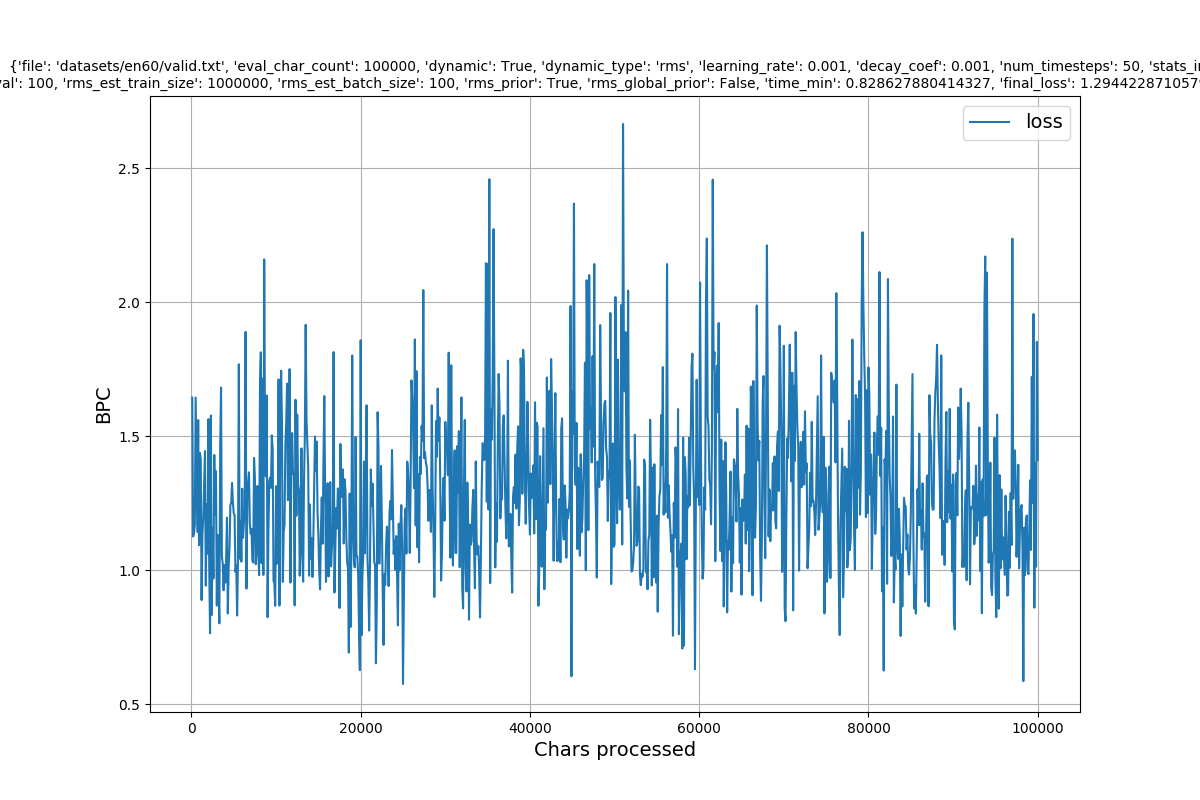 {'file': 'datasets/en60/valid.txt', 'eval_char_count': 100000, 'dynamic': True, 'dynamic_type': 'rms', 'learning_rate': 0.001, 'decay_coef': 0.001, 'num_timesteps': 50, 'stats_in
val': 100, 'rms_est_train_size': 1000000, 'rms_est_batch_size': 100, 'rms_prior': True, 'rms_global_prior': False, 'time_min': 0.828627880414327, 'final_loss': 1.294422871057
loss
2.5
2.0
1.5
1.0
0.5
BPC
0 20000 40000 60000 80000 100000
Chars processed